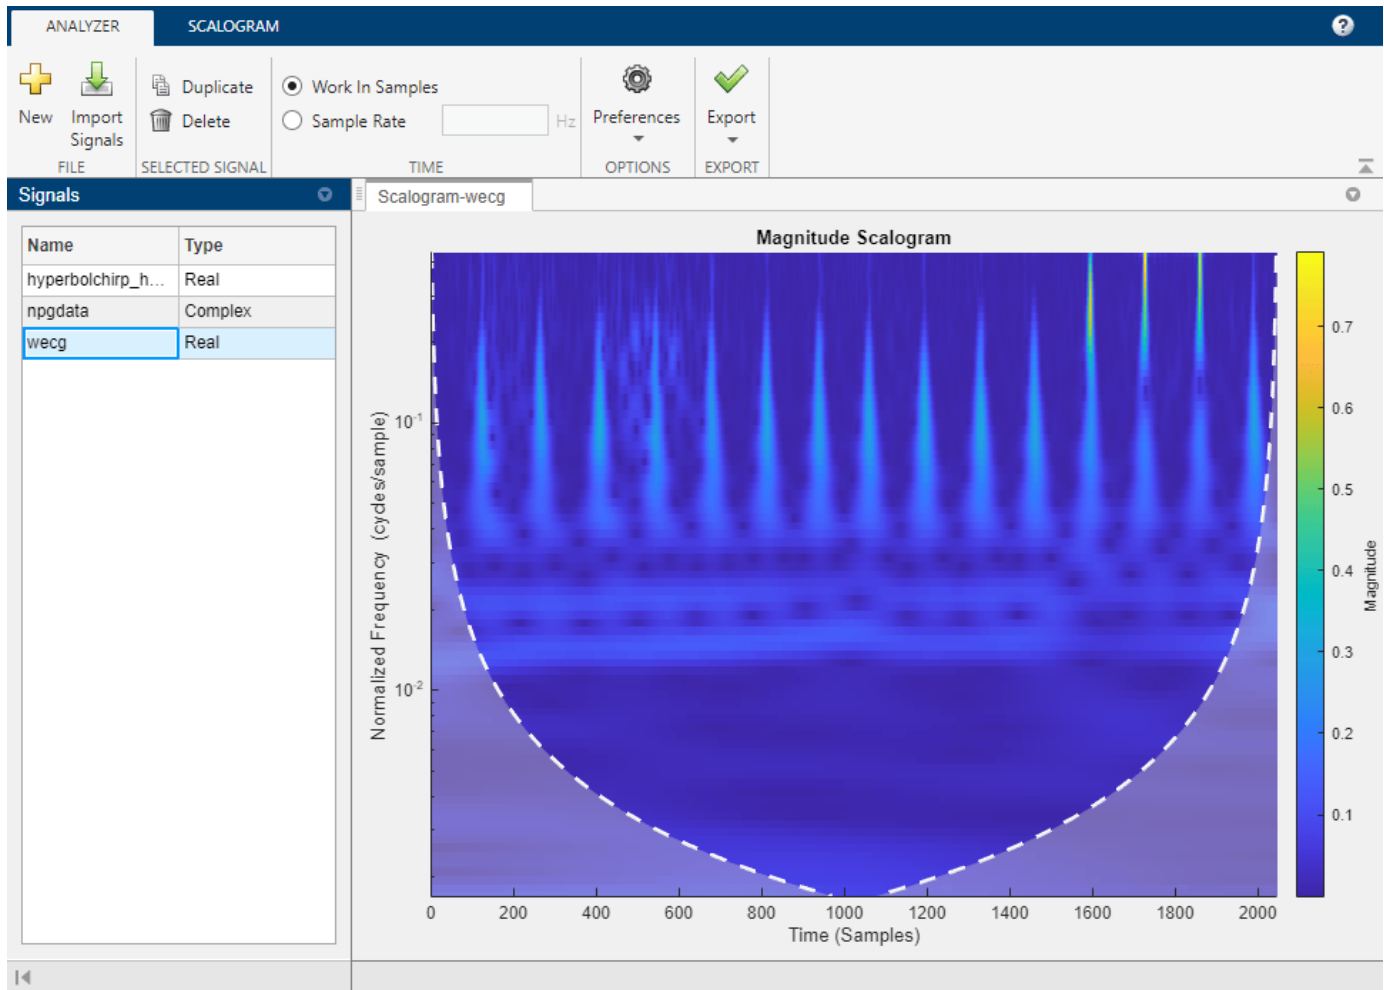 ANALYZER SCALOGRAM
?
New Import Signals
Duplicate
Delete
Work In Samples
Sample Rate Hz
Preferences
Export
FILE SELECTED SIGNAL TIME OPTIONS EXPORT
Signals
Scalogram-wecg
Name Type
hyperbolchirp_h... Real
npgdata Complex
wecg Real
Magnitude Scalogram
Normalized Frequency (cycles/sample)
10-1
10-2
0 200 400 600 800 1000 1200 1400 1600 1800 2000
Time (Samples)
0.7
0.6
0.5
0.4
0.3
0.2
0.1
Magnitude